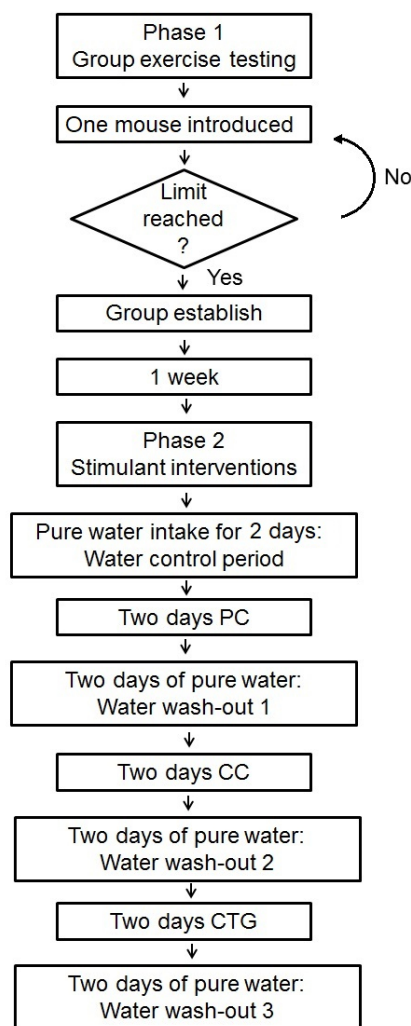 Phase 1
Group exercise testing
One mouse introduced
No
Limit
reached
?
Yes
Group establish
1 week
Phase 2
Stimulant interventions
Pure water intake for 2 days:
Water control period
Two days PC
Two days of pure water:
Water wash-out 1
Two days CC
Two days of pure water:
Water wash-out 2
Two days CTG
Two days of pure water:
Water wash-out 3